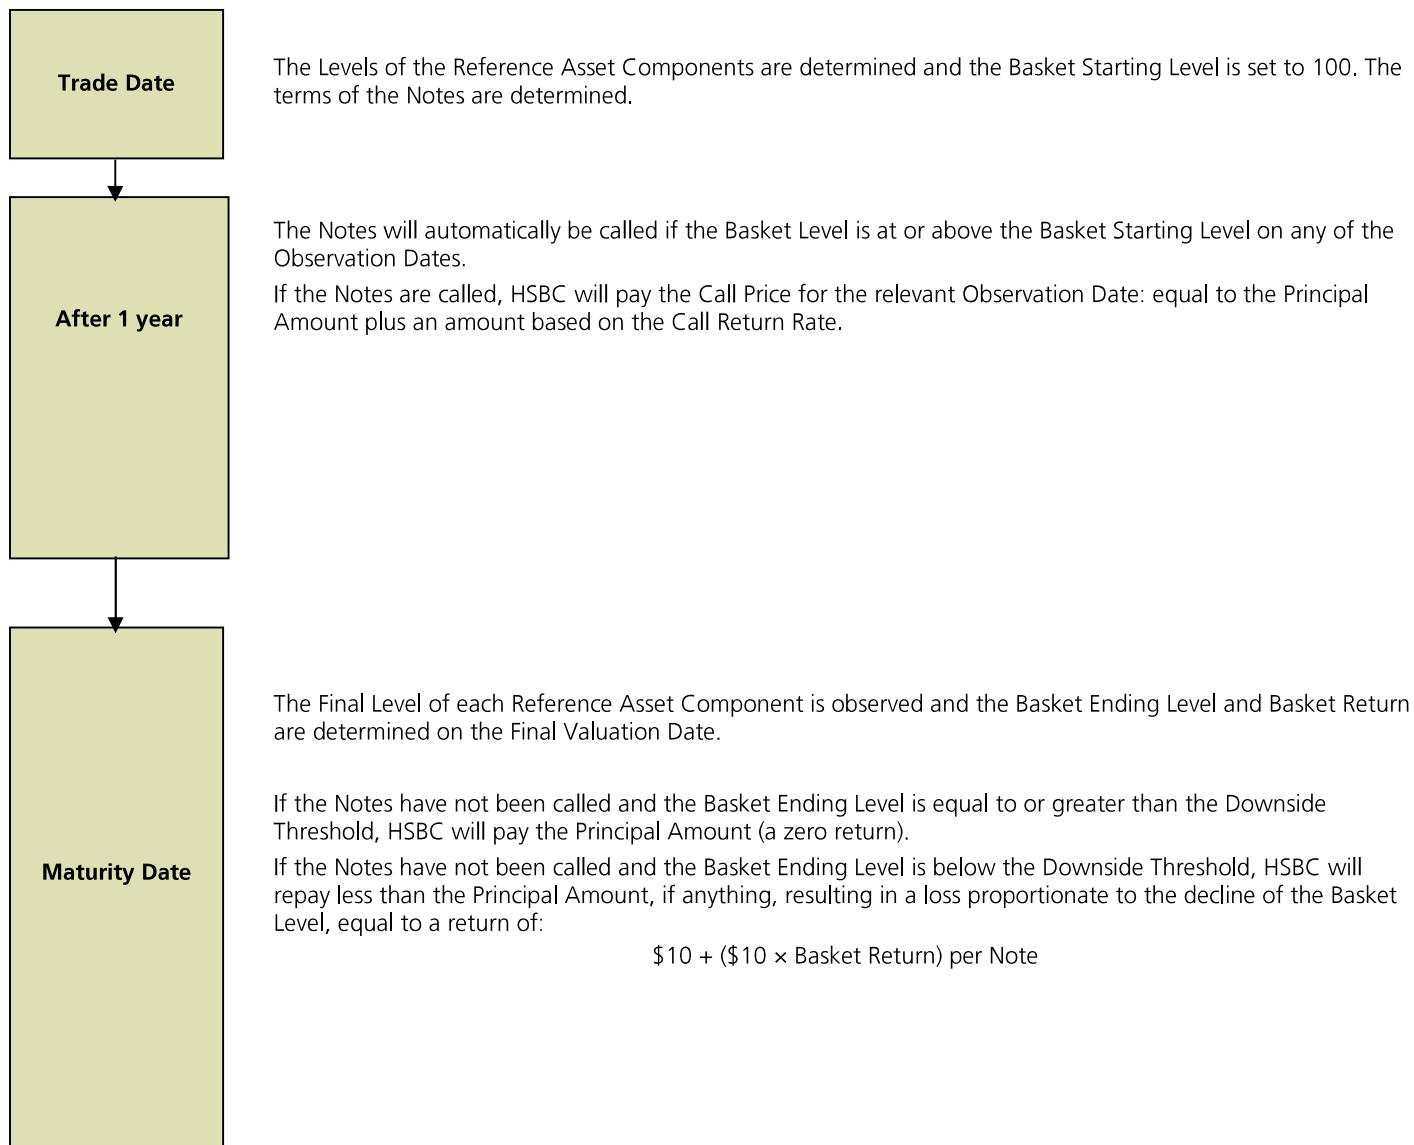 Trade Date
The Levels of the Reference Asset Components are determined and the Basket Starting Level is set to 100. The
terms of the Notes are determined.
After 1 year
The Notes will automatically be called if the Basket Level is at or above the Basket Starting Level on any of the
Observation Dates.
If the Notes are called, HSBC will pay the Call Price for the relevant Observation Date: equal to the Principal
Amount plus an amount based on the Call Return Rate.
Maturity Date
The Final Level of each Reference Asset Component is observed and the Basket Ending Level and Basket Return
are determined on the Final Valuation Date.
If the Notes have not been called and the Basket Ending Level is equal to or greater than the Downside
Threshold, HSBC will pay the Principal Amount (a zero return).
If the Notes have not been called and the Basket Ending Level is below the Downside Threshold, HSBC will
repay less than the Principal Amount, if anything, resulting in a loss proportionate to the decline of the Basket
Level, equal to a return of:
$10 + ($10 × Basket Return) per Note